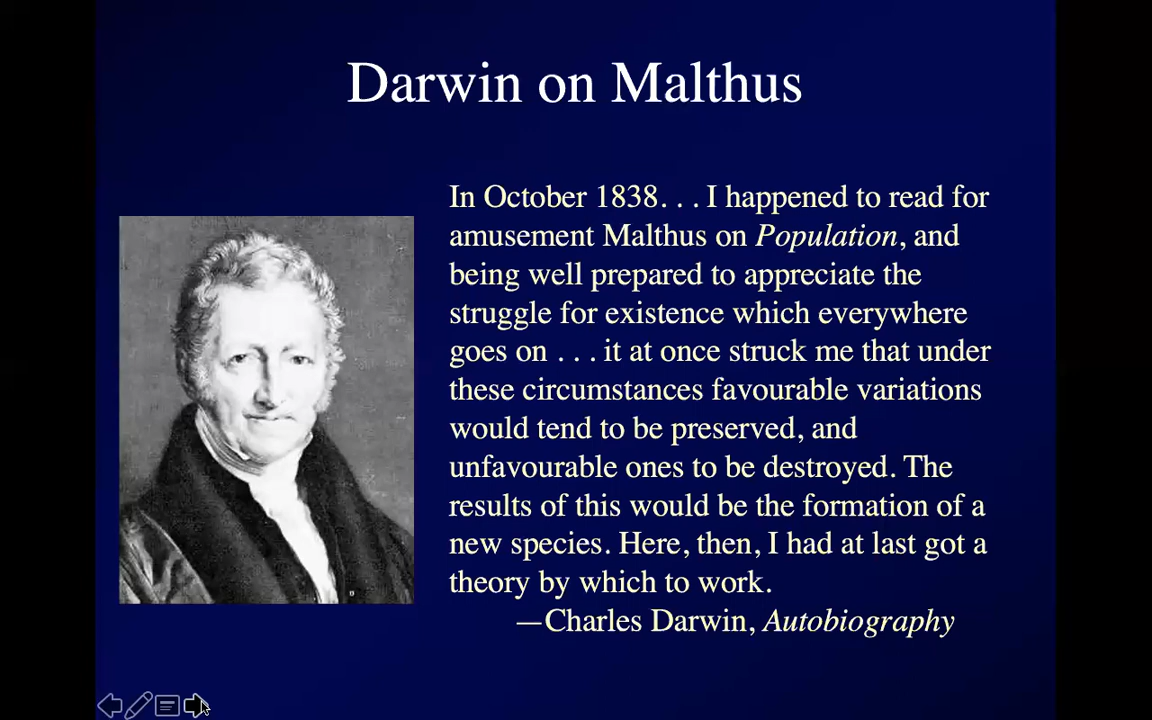 Darwin on Malthus
In October 1838. . . I happened to read for
amusement Malthus on Population, and
being well prepared to appreciate the
struggle for existence which everywhere
goes on . . . it at once struck me that under
these circumstances favourable variations
would tend to be preserved, and
unfavourable ones to be destroyed. The
results of this would be the formation of a
new species. Here, then, I had at last got a
theory by which to work.
—Charles Darwin, Autobiography